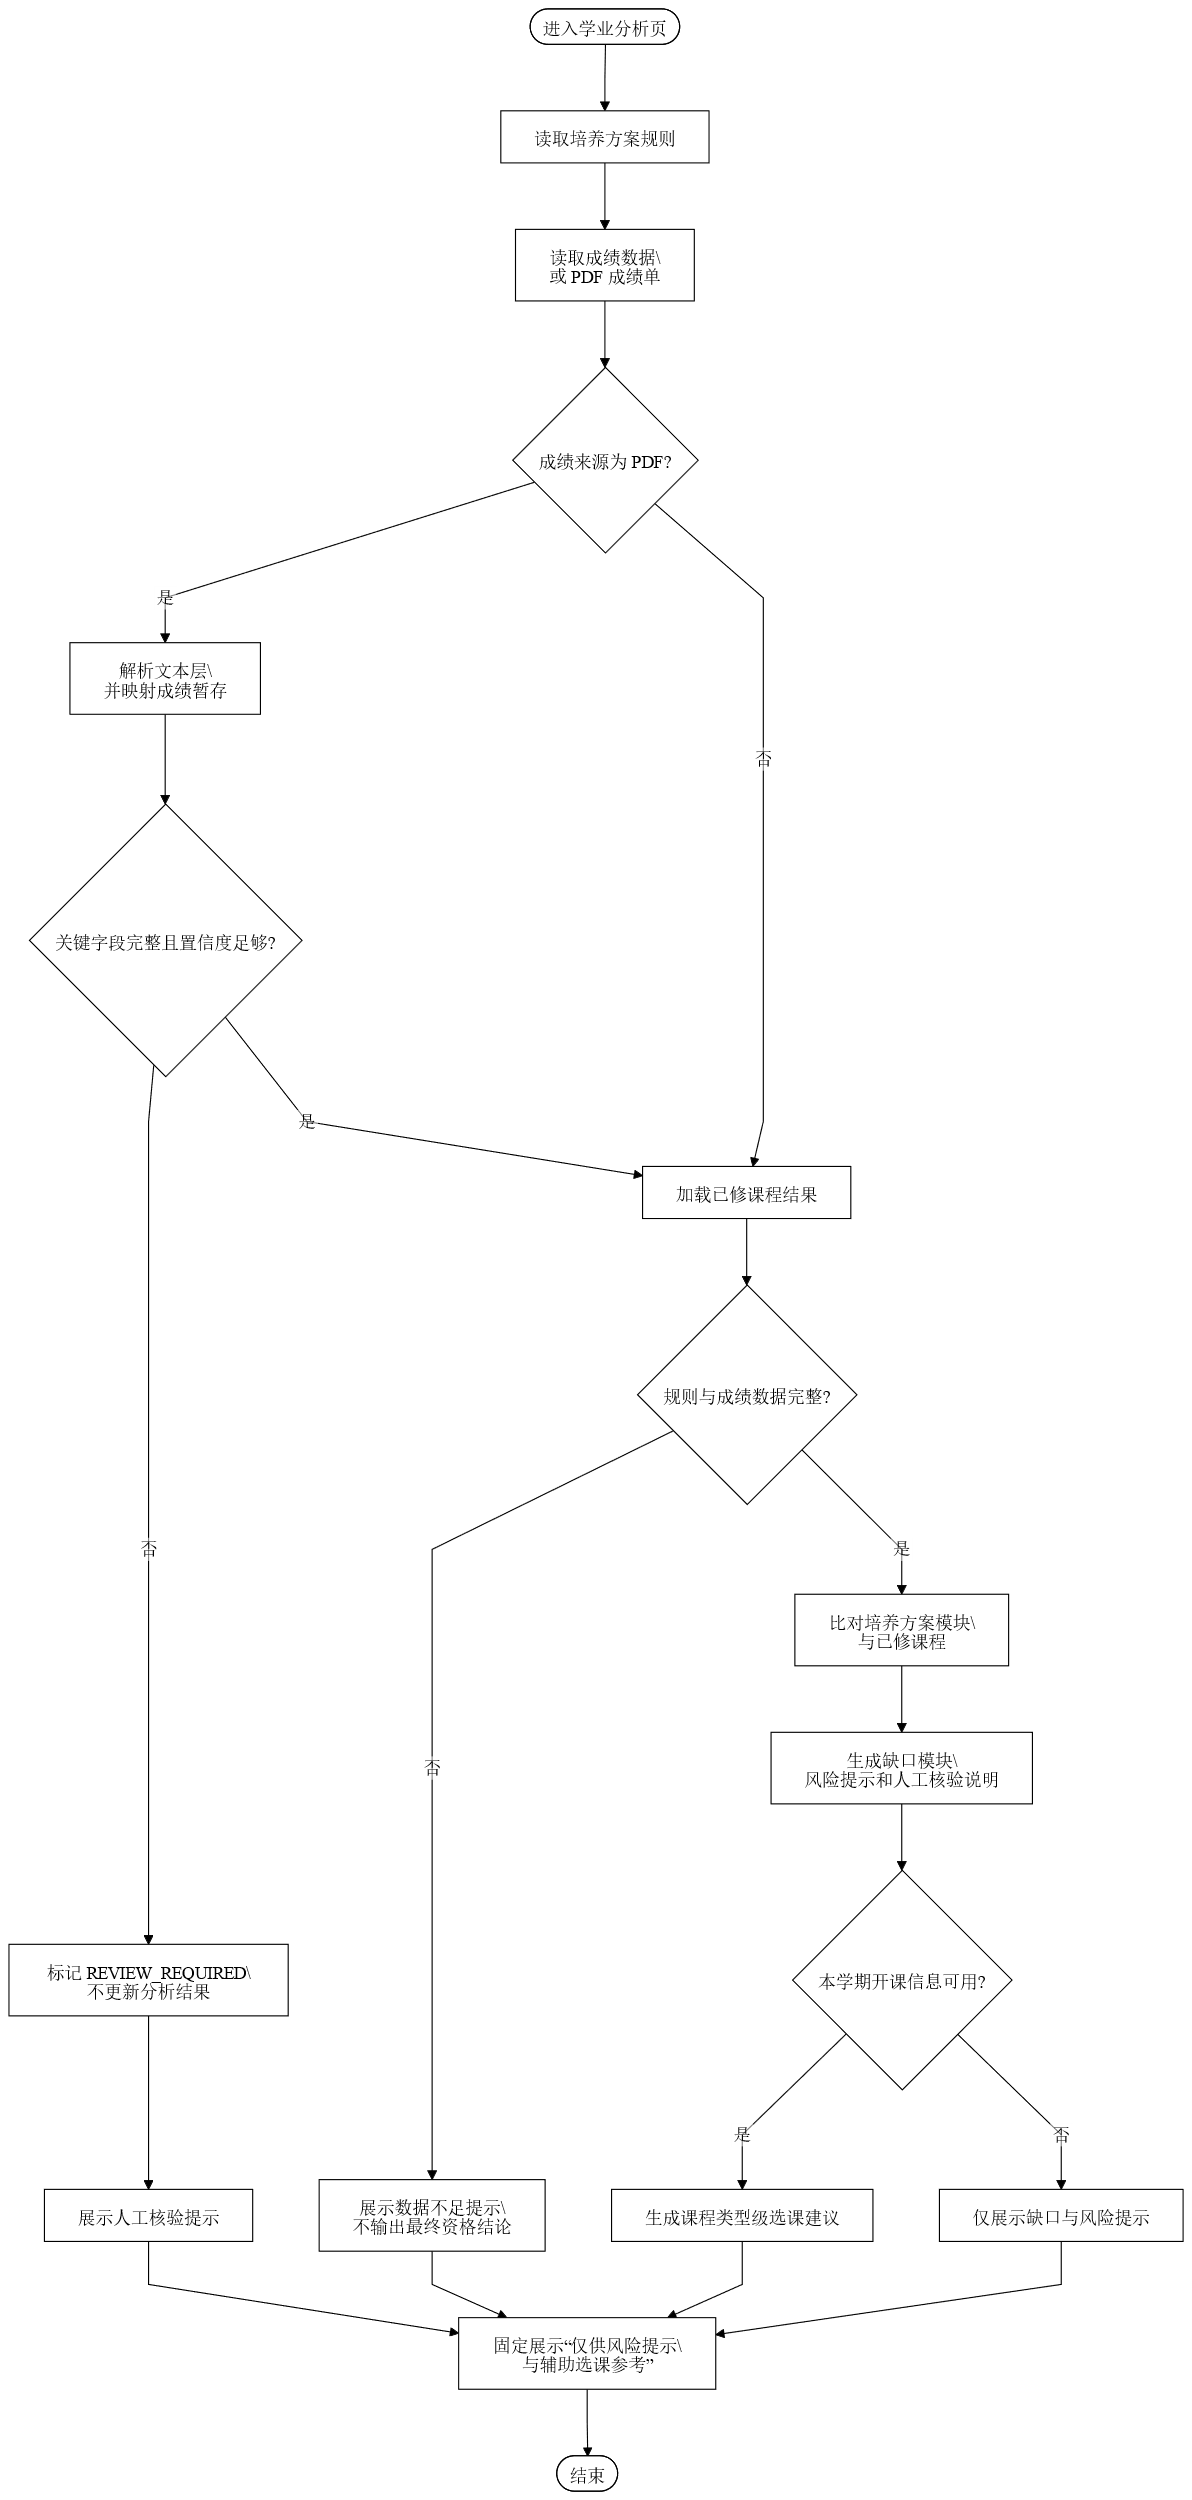 进入学业分析页
读取培养方案规则
读取成绩数据\
或 PDF 成绩单
成绩来源为 PDF?
是
解析文本层\
并映射成绩暂存
否
关键字段完整且置信度足够?
是
加载已修课程结果
规则与成绩数据完整?
否
是
比对培养方案模块\
与已修课程
否
生成缺口模块\
风险提示和人工核验说明
标记 REVIEW_REQUIRED\
不更新分析结果
本学期开课信息可用?
是
否
展示人工核验提示
展示数据不足提示\
不输出最终资格结论
生成课程类型级选课建议
仅展示缺口与风险提示
固定展示“仅供风险提示\
与辅助选课参考”
结束